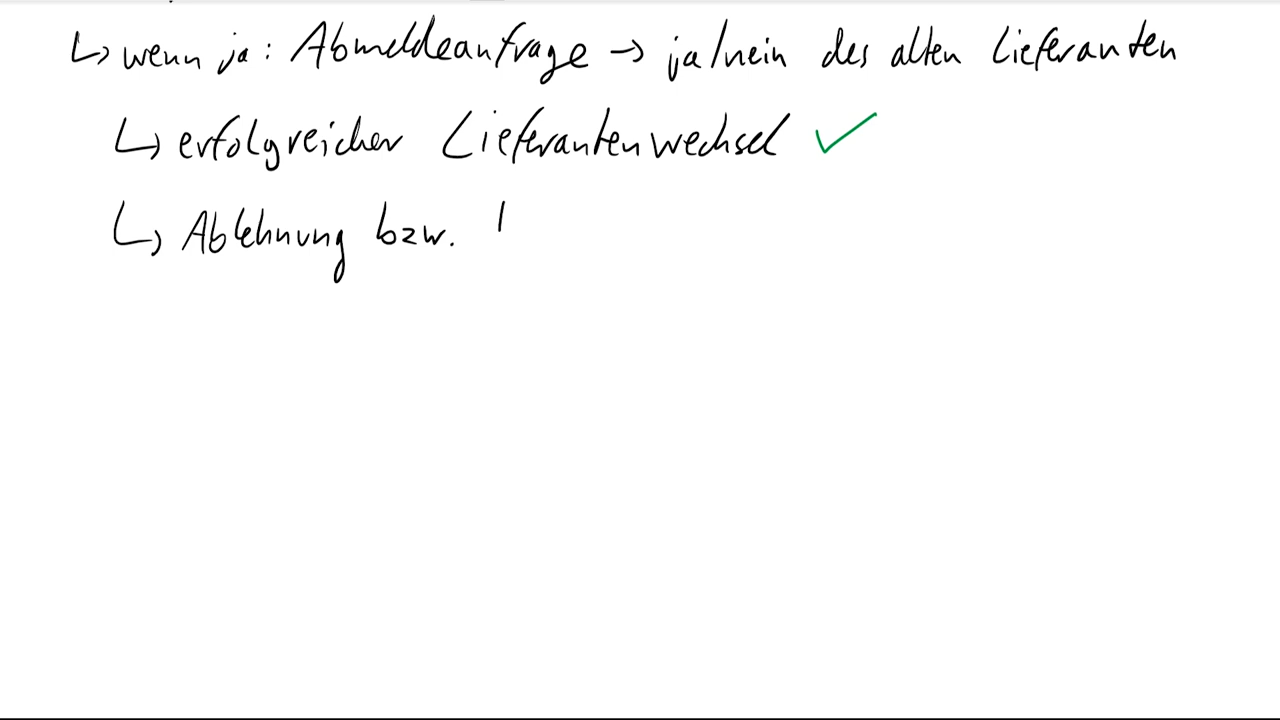 ↳ wenn ja: Abmeldeanfrage → ja/nein des alten Lieferanten
↳ erfolgreicher Lieferantenwechsel ✓
↳ Ablehnung bzw.